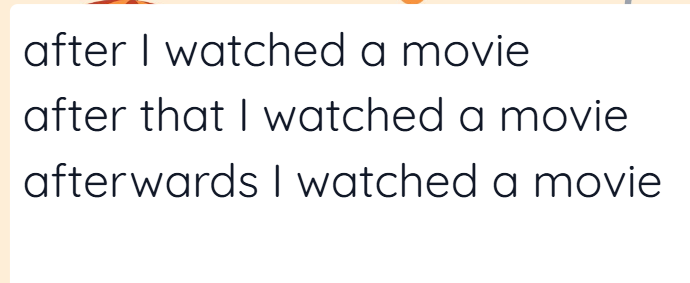 after I watched a movie
after that I watched a movie
afterwards I watched a movie